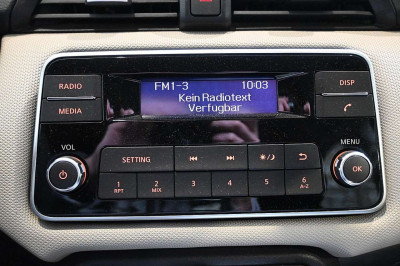 RADIO
MEDIA
FM1-3 10:03
Kein Radiotext
Verfügbar
DISP
VOL
MENU
SETTING
OK
1 2 3 4 5 6
RPT MIX A-Z